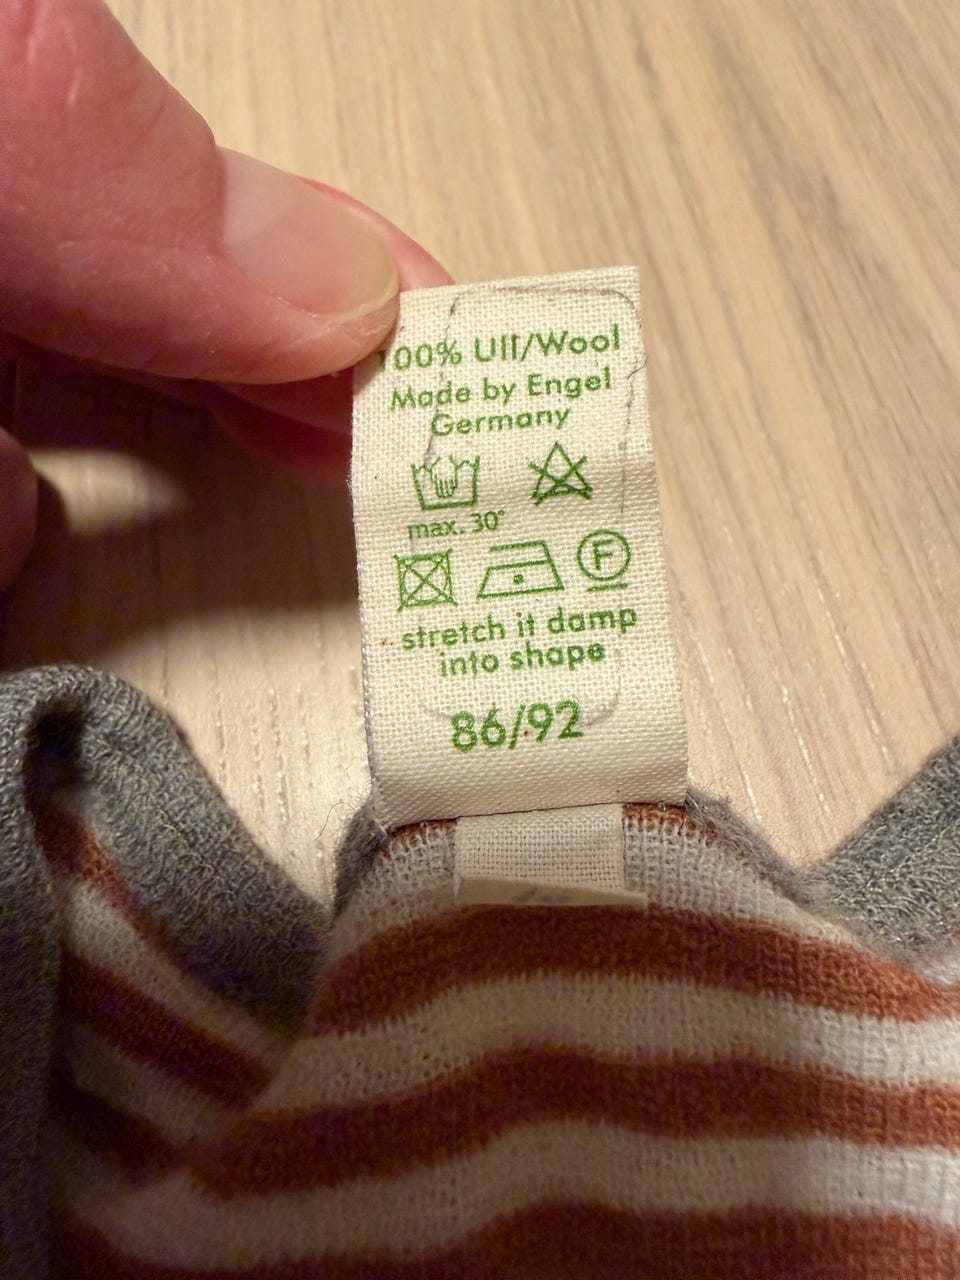 100% Ull/Wool
Made by Engel
Germany
max. 30°
F
stretch it damp
into shape
86/92